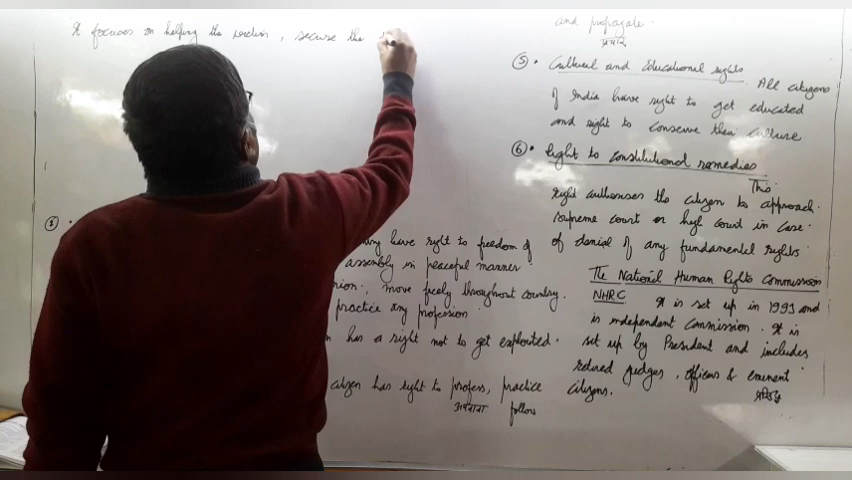 It focuses on helping the victim, secure the
①.
ny have right to freedom of
assembly in peaceful manner.
nion, move freely throughout country.
practice any profession.
n has a right not to get exploited.
citizen has right to profess, practice
अपनाना follow
and propagate.
प्रचार
⑤. Cultural and Educational rights. All citizens
of India have right to get educated
and right to conserve their culture
⑥. Right to constitutional remedies
This
right authorises the citizen to approach
supreme court or high court in case
of denial of any fundamental rights.
The National Human Rights Commission
NHRC It is set up in 1993 and
is independent commission. It is
set up by President and includes
retired judges, officers & eminent
citizens.